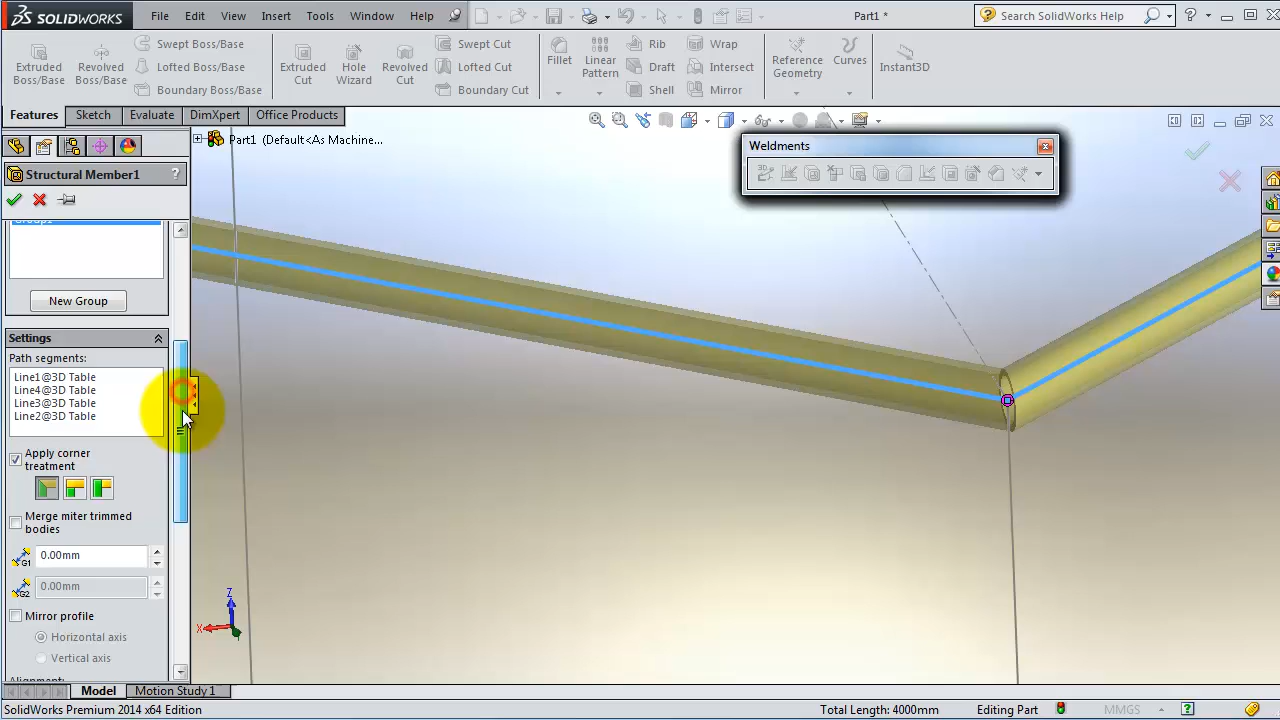 SOLIDWORKS File Edit View Insert Tools Window Help Part1 * Search SolidWorks Help
Extruded Boss/Base
Revolved Boss/Base
Swept Boss/Base
Lofted Boss/Base
Boundary Boss/Base
Extruded Cut
Hole Wizard
Revolved Cut
Swept Cut
Lofted Cut
Boundary Cut
Fillet
Linear Pattern
Rib
Draft
Shell
Wrap
Intersect
Mirror
Reference Geometry
Curves
Instant3D
Features Sketch Evaluate DimXpert Office Products
Part1 (Default<As Machine...
Weldments
Structural Member1 ?
New Group
Settings
Path segments:
Line1@3D Table
Line4@3D Table
Line3@3D Table
Line2@3D Table
Apply corner
treatment
Merge miter trimmed
bodies
G1 0.00mm
G2 0.00mm
Mirror profile
Horizontal axis
Vertical axis
Alignment:
Z
X
Model Motion Study 1
SolidWorks Premium 2014 x64 Edition Total Length: 4000mm Editing Part MMGS